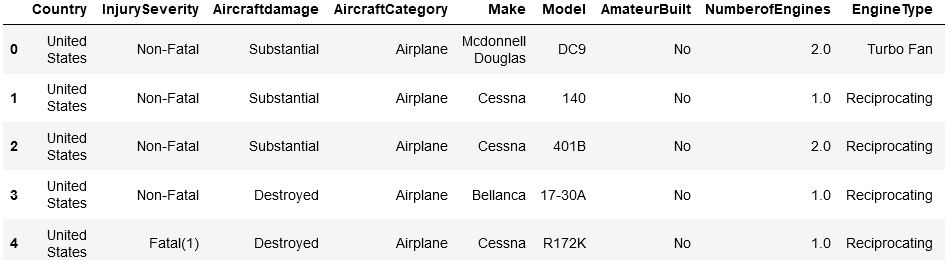 Country InjurySeverity Aircraftdamage AircraftCategory Make Model AmateurBuilt NumberofEngines EngineType
0 United States Non-Fatal Substantial Airplane Mcdonnell Douglas DC9 No 2.0 Turbo Fan
1 United States Non-Fatal Substantial Airplane Cessna 140 No 1.0 Reciprocating
2 United States Non-Fatal Substantial Airplane Cessna 401B No 2.0 Reciprocating
3 United States Non-Fatal Destroyed Airplane Bellanca 17-30A No 1.0 Reciprocating
4 United States Fatal(1) Destroyed Airplane Cessna R172K No 1.0 Reciprocating